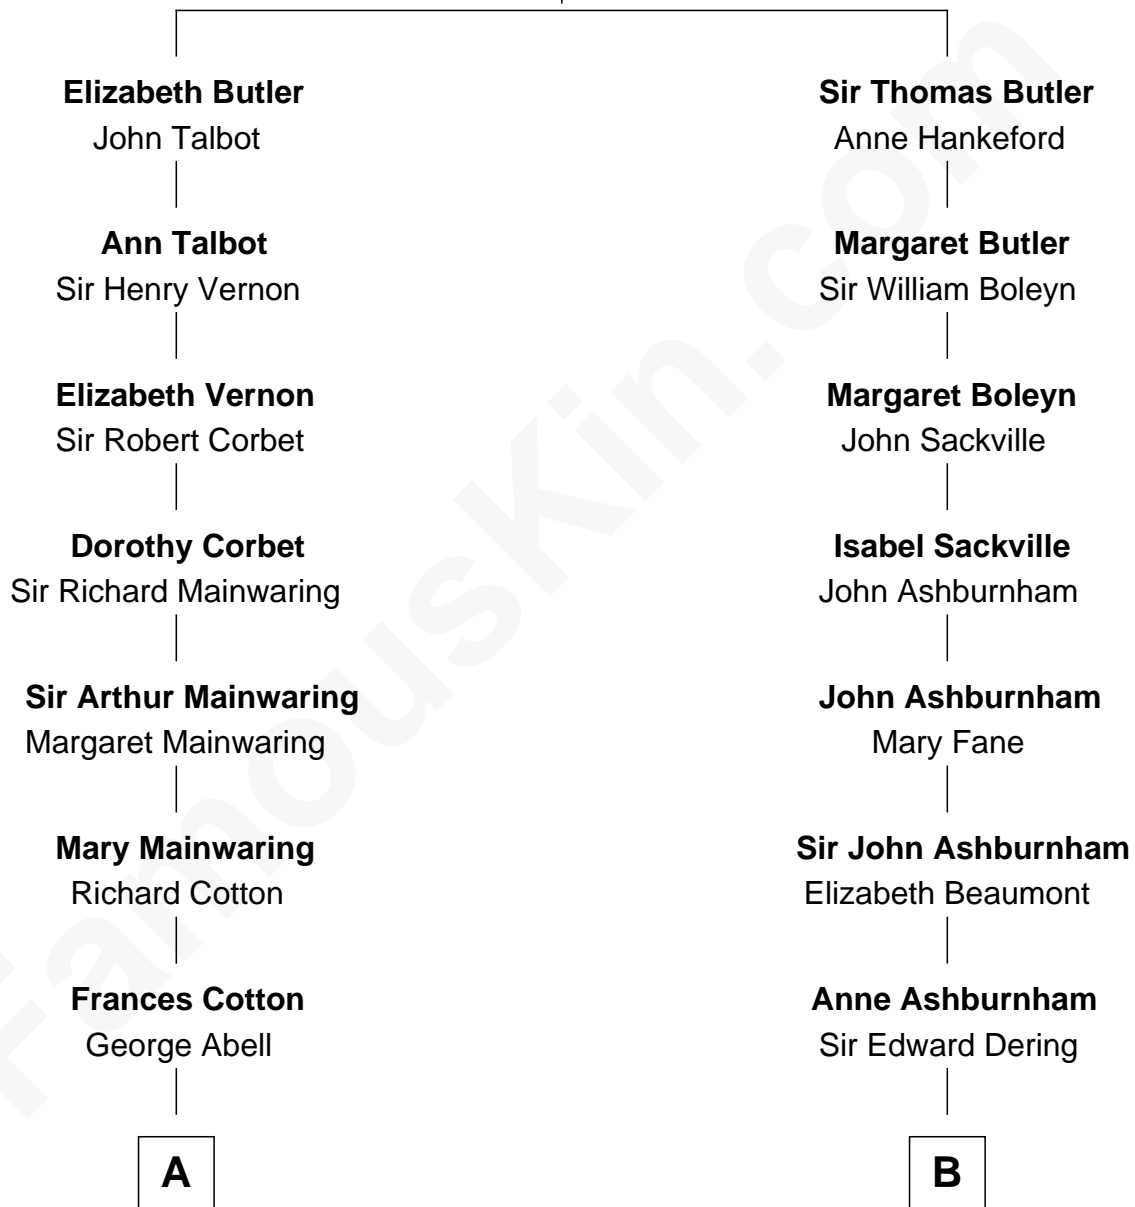 Elizabeth Butler
John Talbot
Ann Talbot
Sir Henry Vernon
Elizabeth Vernon
Sir Robert Corbet
Dorothy Corbet
Sir Richard Mainwaring
Sir Arthur Mainwaring
Margaret Mainwaring
Mary Mainwaring
Richard Cotton
Frances Cotton
George Abell
A
Sir Thomas Butler
Anne Hankeford
Margaret Butler
Sir William Boleyn
Margaret Boleyn
John Sackville
Isabel Sackville
John Ashburnham
John Ashburnham
Mary Fane
Sir John Ashburnham
Elizabeth Beaumont
Anne Ashburnham
Sir Edward Dering
B
FamousKin.com